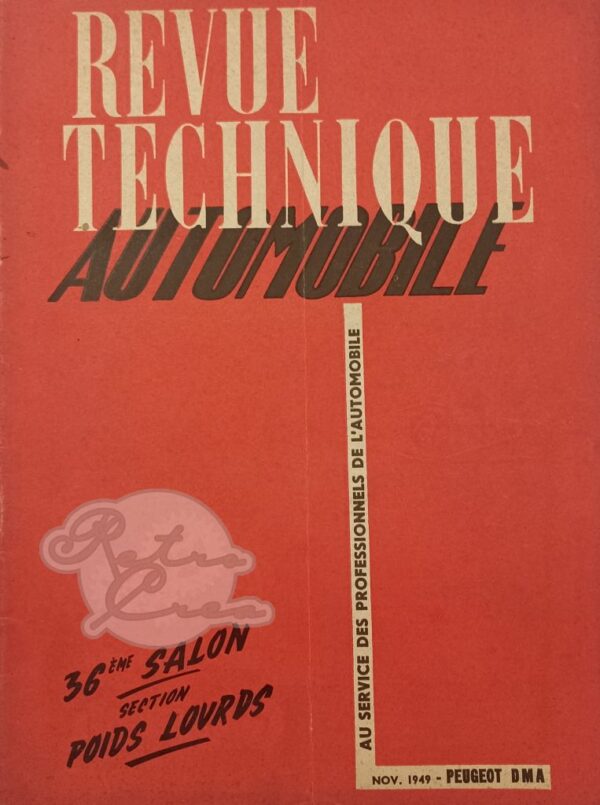 REVUE
TECHNIQUE
AUTOMOBILE
AU SERVICE DES PROFESSIONNELS DE L'AUTOMOBILE
Retro
Crea
36ÈME SALON
SECTION
POIDS LOURDS
NOV. 1949 - PEUGEOT DMA